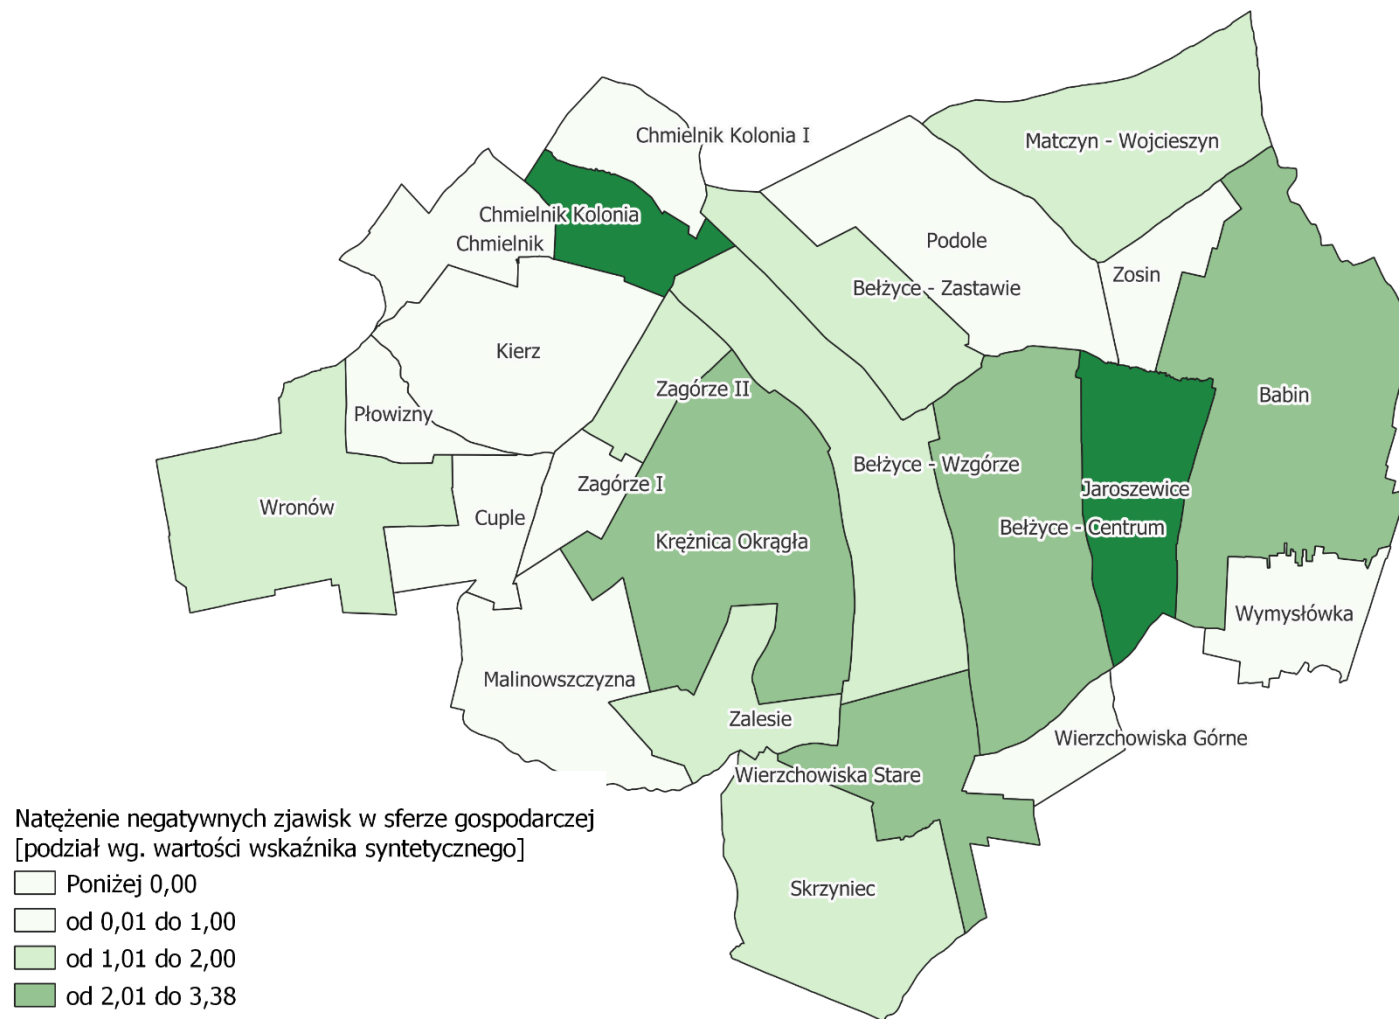 Chmielnik Kolonia I
Matczyn - Wojcieszyn
Chmielnik Kolonia
Chmielnik
Podole
Zosin
Bełżyce - Zastawie
Kierz
Zagórze II
Babin
Płowizny
Bełżyce - Wzgórze
Zagórze I
Jaroszewice
Wronów
Cuple
Bełżyce - Centrum
Krężnica Okrągła
Wymysłówka
Malinowszczyzna
Zalesie
Wierzchowiska Górne
Wierzchowiska Stare
Skrzyniec
Natężenie negatywnych zjawisk w sferze gospodarczej
[podział wg. wartości wskaźnika syntetycznego]
Poniżej 0,00
od 0,01 do 1,00
od 1,01 do 2,00
od 2,01 do 3,38